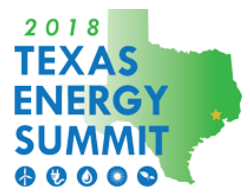 2018
TEXAS
ENERGY
SUMMIT